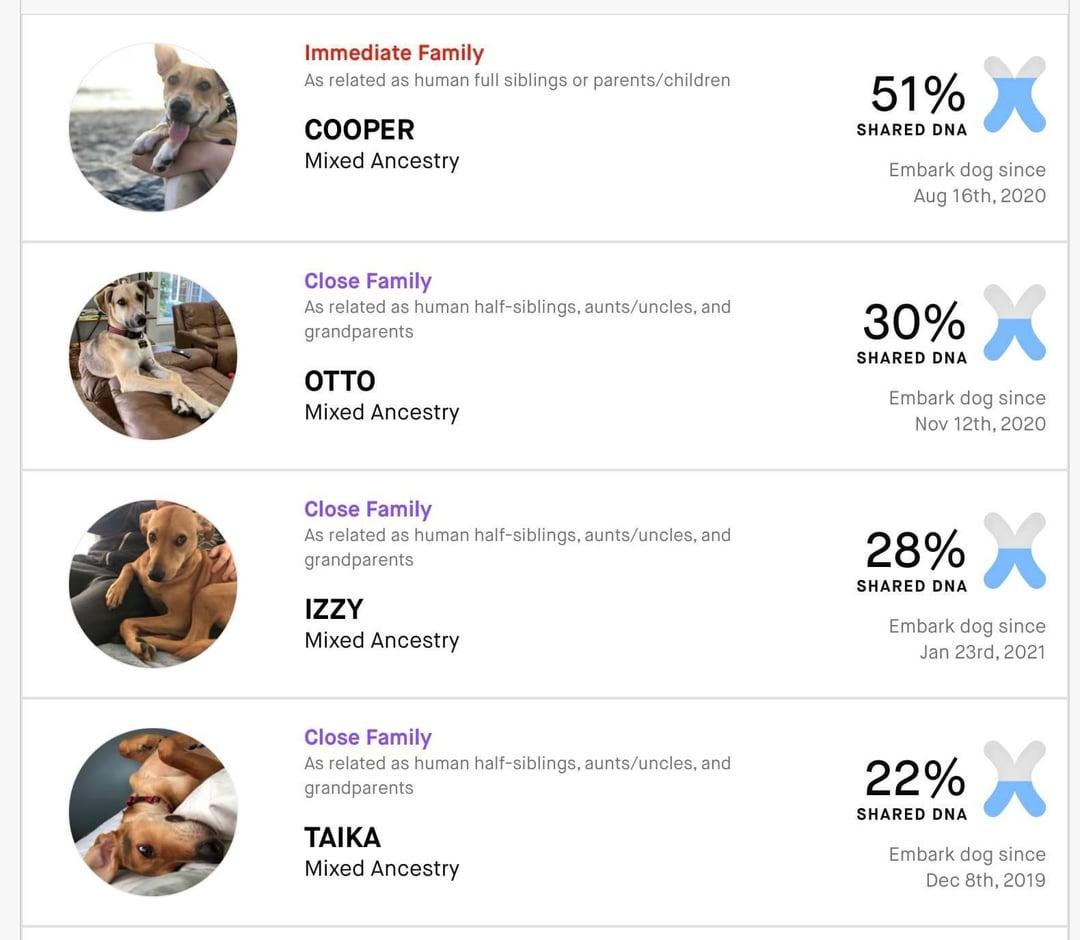 Immediate Family
As related as human full siblings or parents/children
COOPER
Mixed Ancestry
51%
SHARED DNA
Embark dog since
Aug 16th, 2020
Close Family
As related as human half-siblings, aunts/uncles, and
grandparents
OTTO
Mixed Ancestry
30%
SHARED DNA
Embark dog since
Nov 12th, 2020
Close Family
As related as human half-siblings, aunts/uncles, and
grandparents
IZZY
Mixed Ancestry
28%
SHARED DNA
Embark dog since
Jan 23rd, 2021
Close Family
As related as human half-siblings, aunts/uncles, and
grandparents
TAIKA
Mixed Ancestry
22%
SHARED DNA
Embark dog since
Dec 8th, 2019